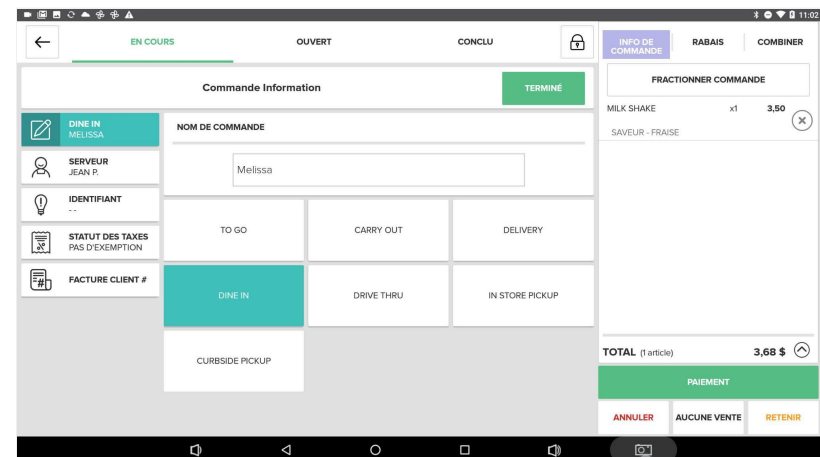 11:02
EN COURS
OUVERT
CONCLU
INFO DE COMMANDE
RABAIS
COMBINER
Commande Information
TERMINÉ
FRACTIONNER COMMANDE
MILK SHAKE x1 3,50
SAVEUR - FRAISE
DINE IN
MELISSA
SERVEUR
JEAN P.
IDENTIFIANT
--
STATUT DES TAXES
PAS D'EXEMPTION
FACTURE CLIENT #
NOM DE COMMANDE
Melissa
TO GO
CARRY OUT
DELIVERY
DINE IN
DRIVE THRU
IN STORE PICKUP
CURBSIDE PICKUP
TOTAL (1 article) 3,68 $
PAIEMENT
ANNULER
AUCUNE VENTE
RETENIR